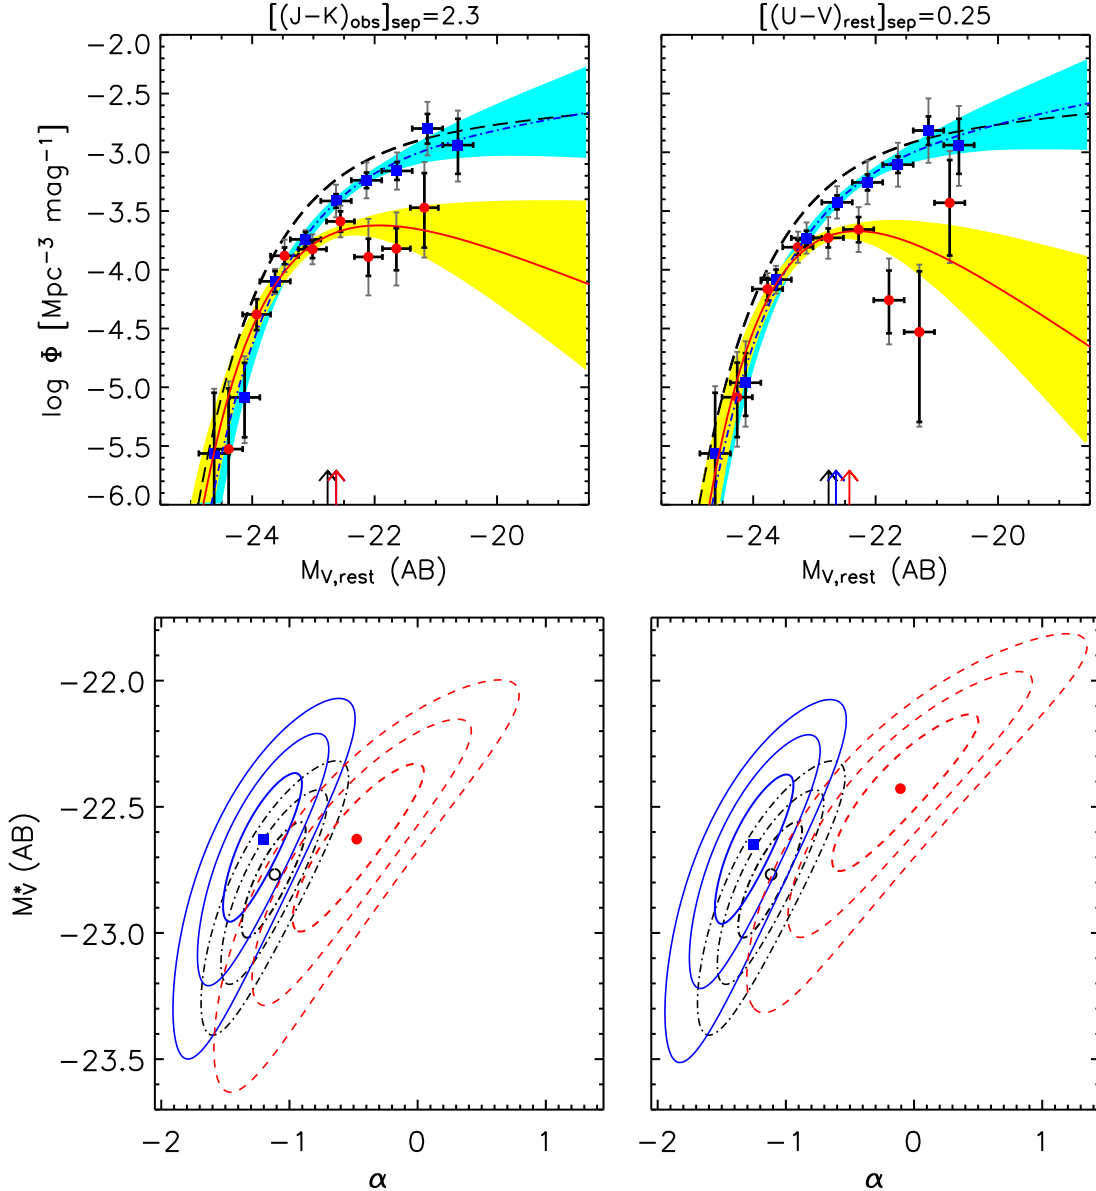 [(J−K)obs]sep=2.3
[(U−V)rest]sep=0.25
log Φ [Mpc−3 mag−1]
−2.0
−2.5
−3.0
−3.5
−4.0
−4.5
−5.0
−5.5
−6.0
−24 −22 −20
MV,rest (AB)
−24 −22 −20
MV,rest (AB)
M*V (AB)
−22.0
−22.5
−23.0
−23.5
−2 −1 0 1
α
−2 −1 0 1
α